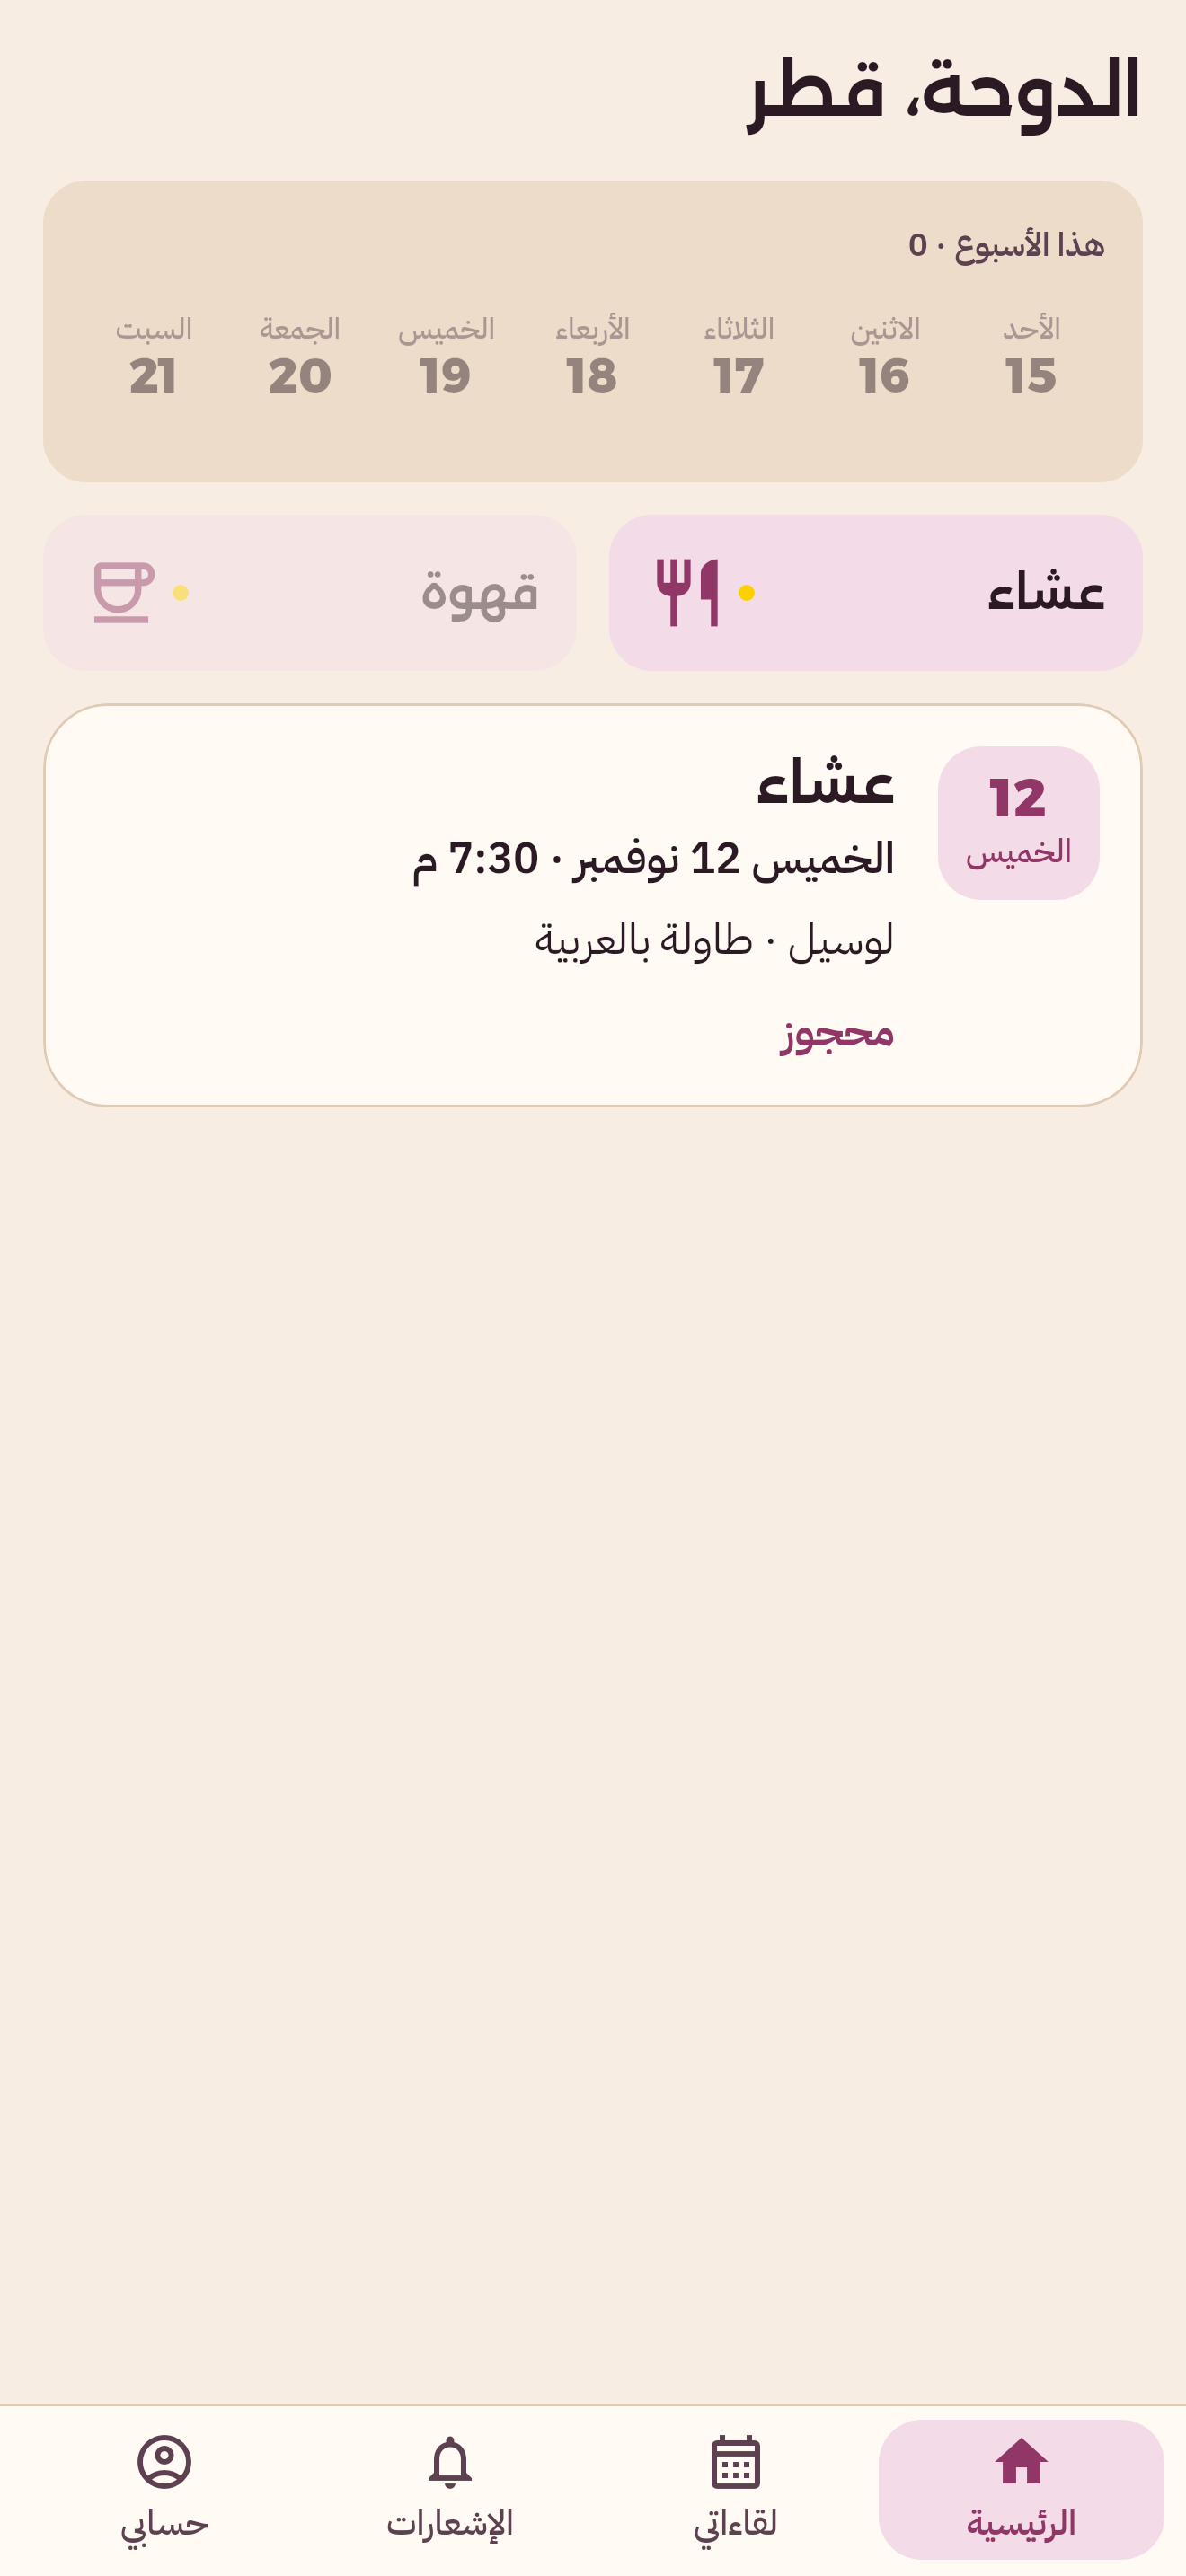 الدوحة، قطر
هذا الأسبوع · 0
الأحد الاثنين الثلاثاء الأربعاء الخميس الجمعة السبت
15 16 17 18 19 20 21
عشاء
قهوة
12
الخميس
عشاء
الخميس 12 نوفمبر · 7:30 م
لوسيل · طاولة بالعربية
محجوز
الرئيسية لقاءاتي الإشعارات حسابي